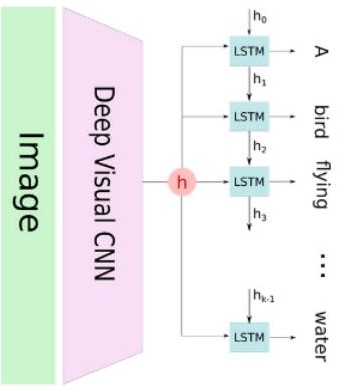 Image
Deep Visual CNN
h
h₀
LSTM
A
h₁
LSTM
bird
h₂
LSTM
flying
h₃
...
hₖ₋₁
LSTM
water